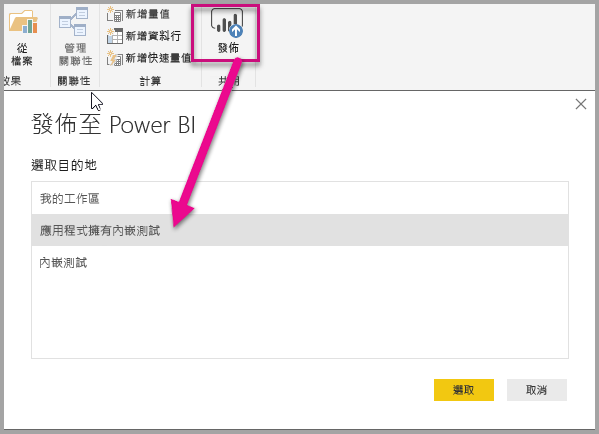 從
檔案
效果
管理
關聯性
關聯性
新增量值
新增資料行
新增快速量值
計算
發佈
共用
發佈至 Power BI
選取目的地
我的工作區
應用程式擁有內嵌測試
內嵌測試
選取
取消